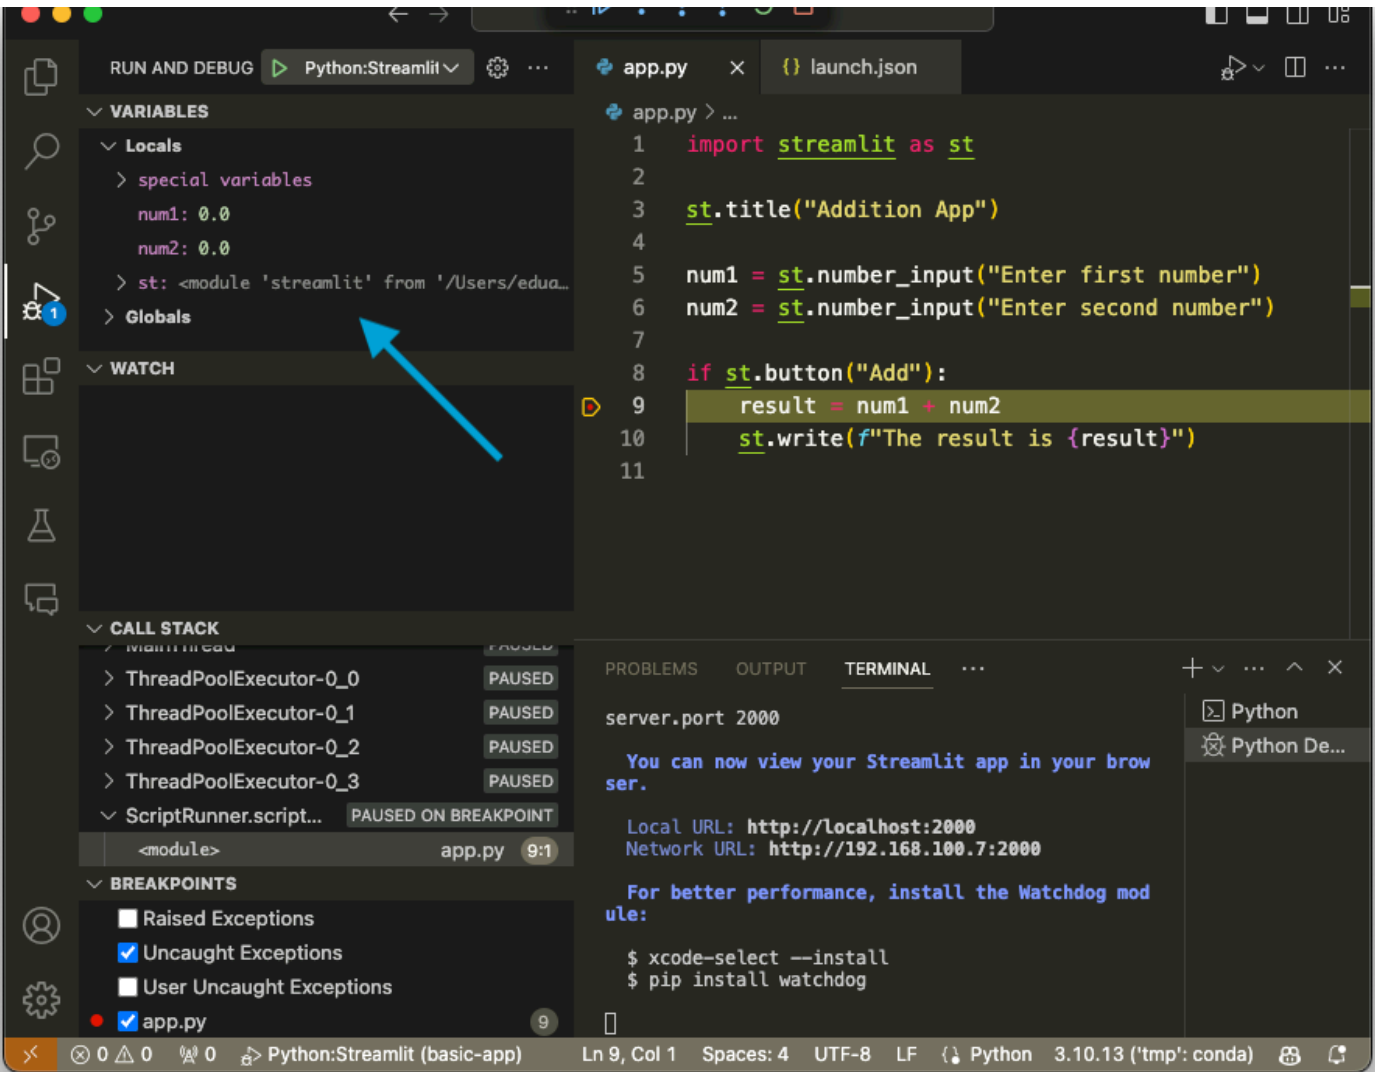 RUN AND DEBUG Python:Streamlit
VARIABLES
Locals
special variables
num1: 0.0
num2: 0.0
st: <module 'streamlit' from '/Users/edua…
Globals
1
WATCH
CALL STACK
MainThread PAUSED
ThreadPoolExecutor-0_0 PAUSED
ThreadPoolExecutor-0_1 PAUSED
ThreadPoolExecutor-0_2 PAUSED
ThreadPoolExecutor-0_3 PAUSED
ScriptRunner.script... PAUSED ON BREAKPOINT
<module> app.py 9:1
BREAKPOINTS
Raised Exceptions
Uncaught Exceptions
User Uncaught Exceptions
app.py 9
app.py {} launch.json
app.py > ...
1 import streamlit as st
2
3 st.title("Addition App")
4
5 num1 = st.number_input("Enter first number")
6 num2 = st.number_input("Enter second number")
7
8 if st.button("Add"):
9 result = num1 + num2
10 st.write(f"The result is {result}")
11
PROBLEMS OUTPUT TERMINAL ...
server.port 2000
You can now view your Streamlit app in your brow
ser.
Local URL: http://localhost:2000
Network URL: http://192.168.100.7:2000
For better performance, install the Watchdog mod
ule:
$ xcode-select --install
$ pip install watchdog
Python
Python De...
0 0 0 Python:Streamlit (basic-app) Ln 9, Col 1 Spaces: 4 UTF-8 LF Python 3.10.13 ('tmp': conda)